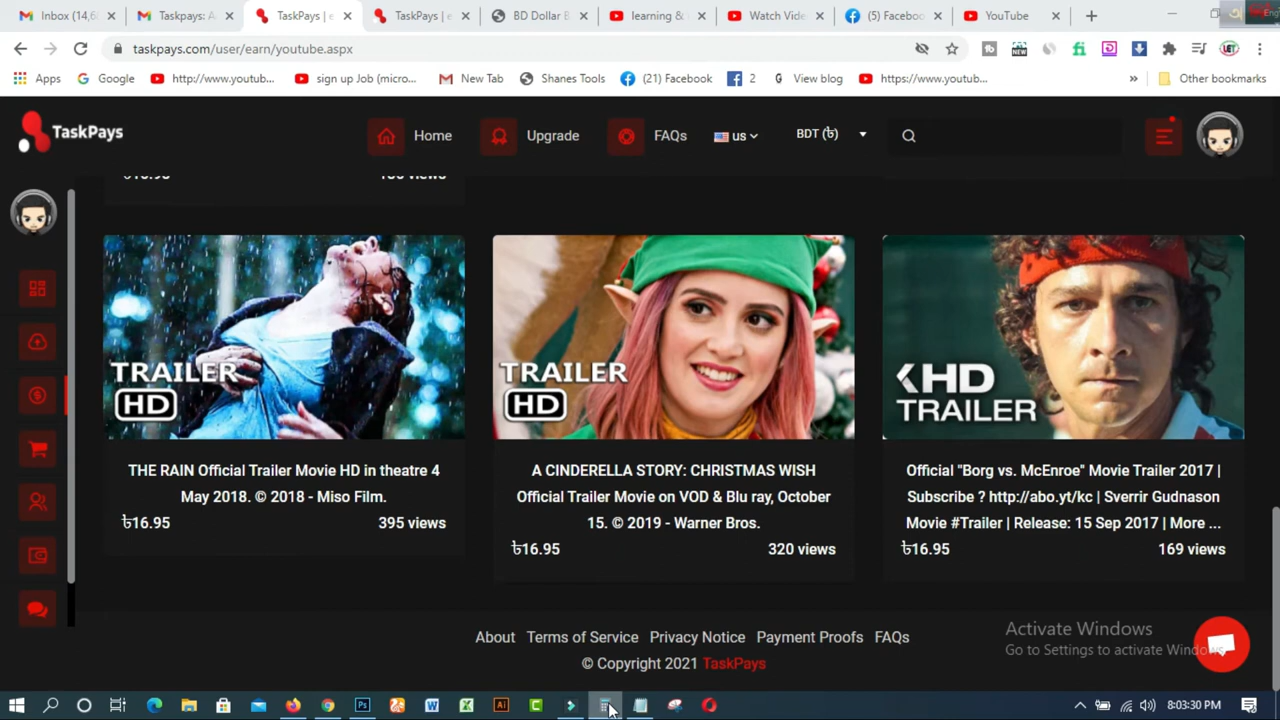 Inbox (14,6
Taskpays: A
TaskPays | e
TaskPays | e
BD Dollar
learning &
Watch Vide
(5) Faceboo
YouTube
taskpays.com/user/earn/youtube.aspx
Apps
Google
http://www.youtub...
sign up Job (micro...
New Tab
Shanes Tools
(21) Facebook
2
View blog
https://www.youtub...
»
Other bookmarks
TaskPays
Home
Upgrade
FAQs
us
BDT (৳)
TRAILER
HD
TRAILER
HD
KHD
TRAILER
THE RAIN Official Trailer Movie HD in theatre 4
May 2018. © 2018 - Miso Film.
৳16.95
395 views
A CINDERELLA STORY: CHRISTMAS WISH
Official Trailer Movie on VOD & Blu ray, October
15. © 2019 - Warner Bros.
৳16.95
320 views
Official "Borg vs. McEnroe" Movie Trailer 2017 |
Subscribe ? http://abo.yt/kc | Sverrir Gudnason
Movie #Trailer | Release: 15 Sep 2017 | More ...
৳16.95
169 views
About
Terms of Service
Privacy Notice
Payment Proofs
FAQs
© Copyright 2021 TaskPays
Activate Windows
Go to Settings to activate Windows.
8:03:30 PM